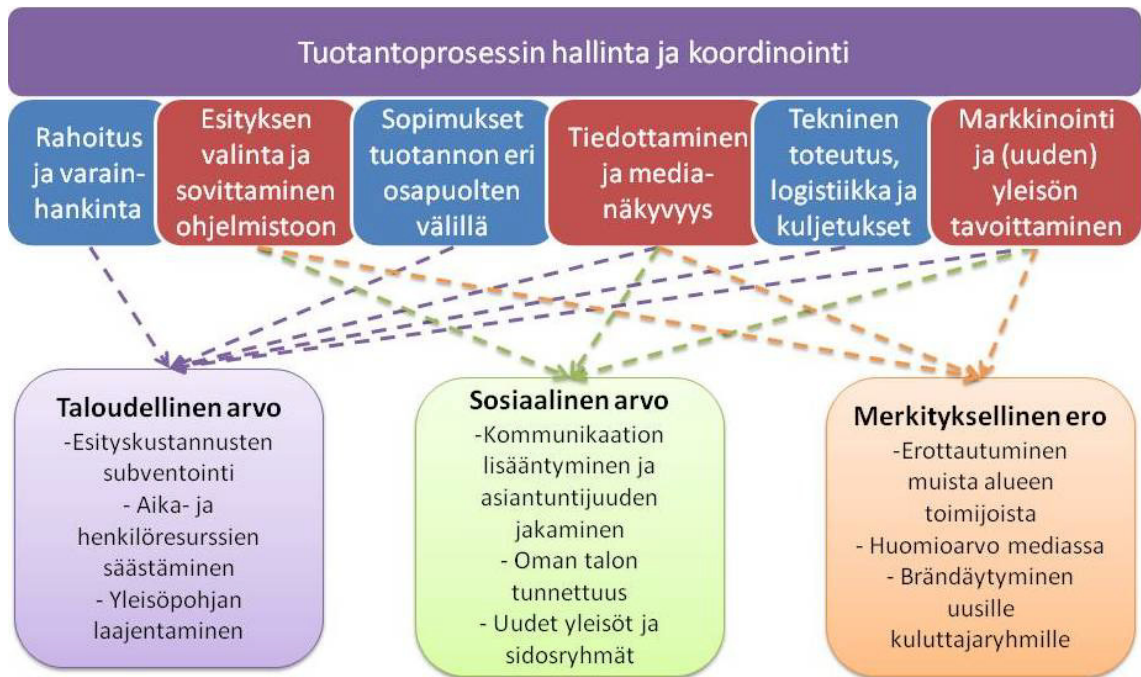 Tuotantoprosessin hallinta ja koordinointi
Rahoitus
ja varain-
hankinta
Esityksen
valinta ja
sovittaminen
ohjelmistoon
Sopimukset
tuotannon eri
osapuolten
välillä
Tiedottaminen
ja media-
näkyvyys
Tekninen
toteutus,
logistiikka ja
kuljetukset
Markkinointi
ja (uuden)
yleisön
tavoittaminen
Taloudellinen arvo
-Esityskustannusten
subventointi
- Aika- ja
henkilöresurssien
säästäminen
- Yleisöpohjan
laajentaminen
Sosiaalinen arvo
-Kommunikaation
lisääntyminen ja
asiantuntijuuden
jakaminen
- Oman talon
tunnettuus
- Uudet yleisöt ja
sidosryhmät
Merkityksellinen ero
-Erottautuminen
muista alueen
toimijoista
- Huomioarvo mediassa
- Brändäytyminen
uusille
kuluttajaryhmille